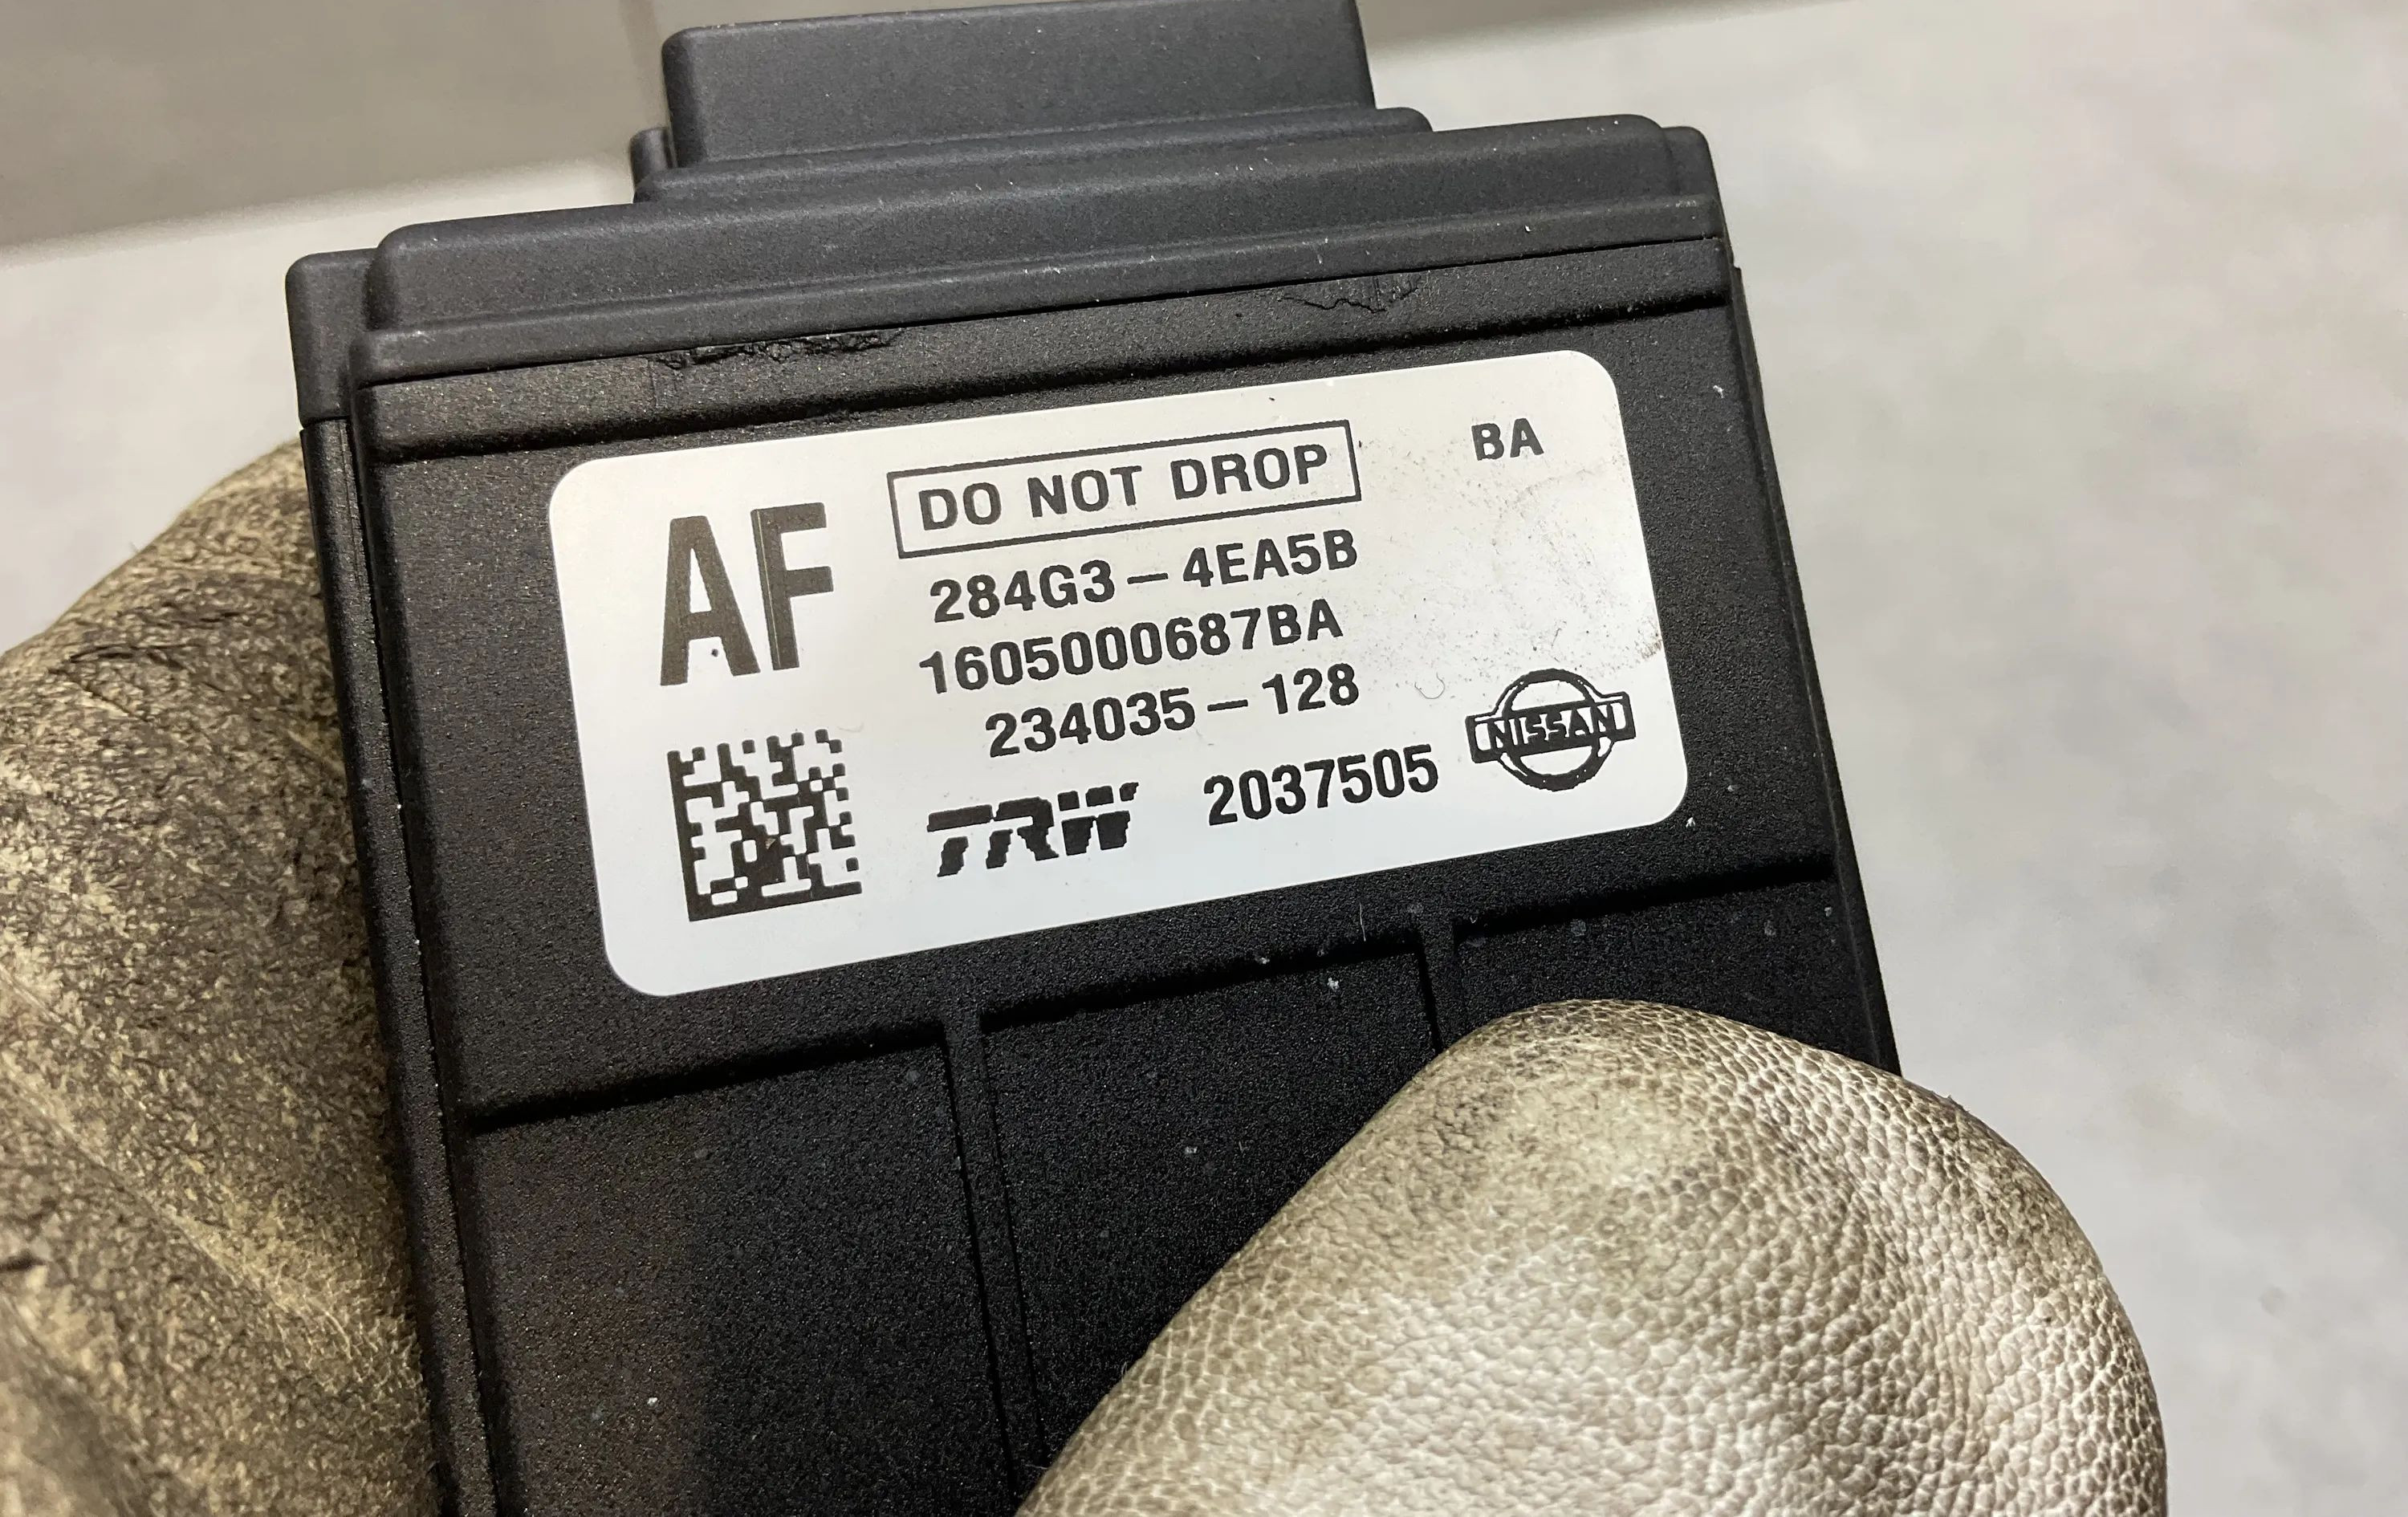 AF
DO NOT DROP
BA
284G3-4EA5B
1605000687BA
234035-128
TRW 2037505
NISSAN